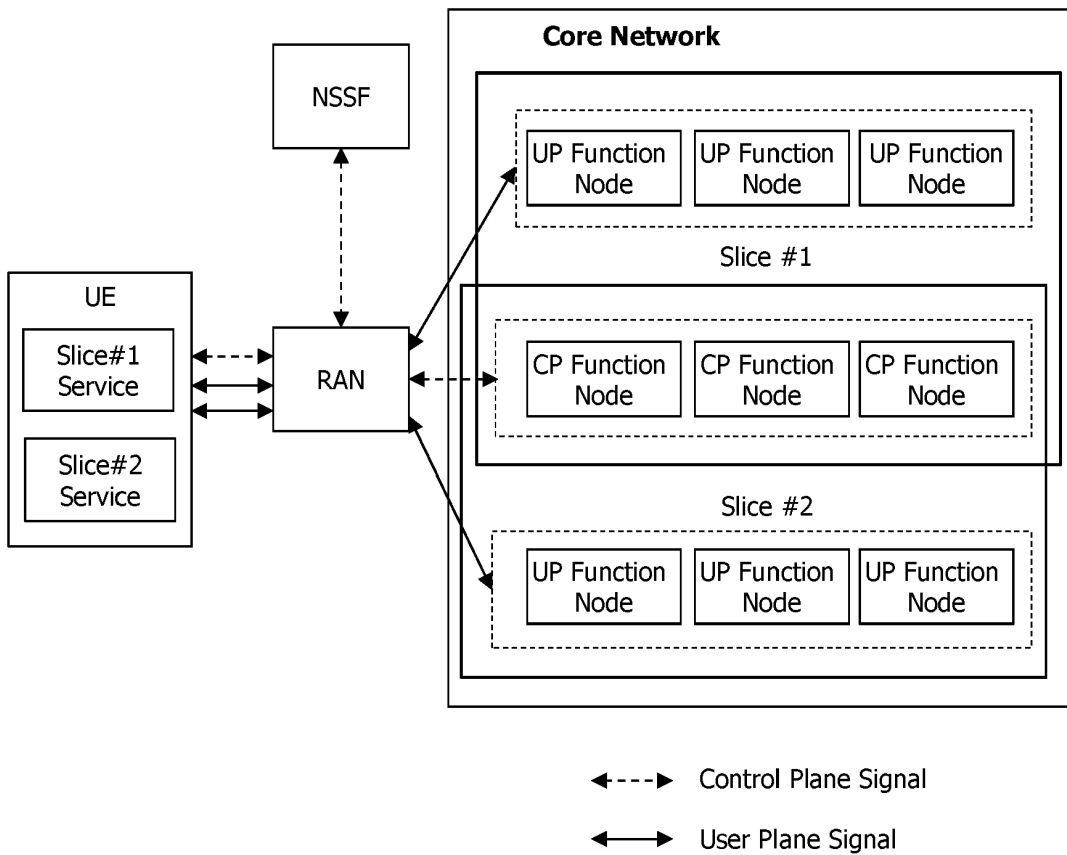 Core Network
NSSF
UP Function
Node
UP Function
Node
UP Function
Node
Slice #1
UE
Slice#1
Service
Slice#2
Service
RAN
CP Function
Node
CP Function
Node
CP Function
Node
Slice #2
UP Function
Node
UP Function
Node
UP Function
Node
Control Plane Signal
User Plane Signal